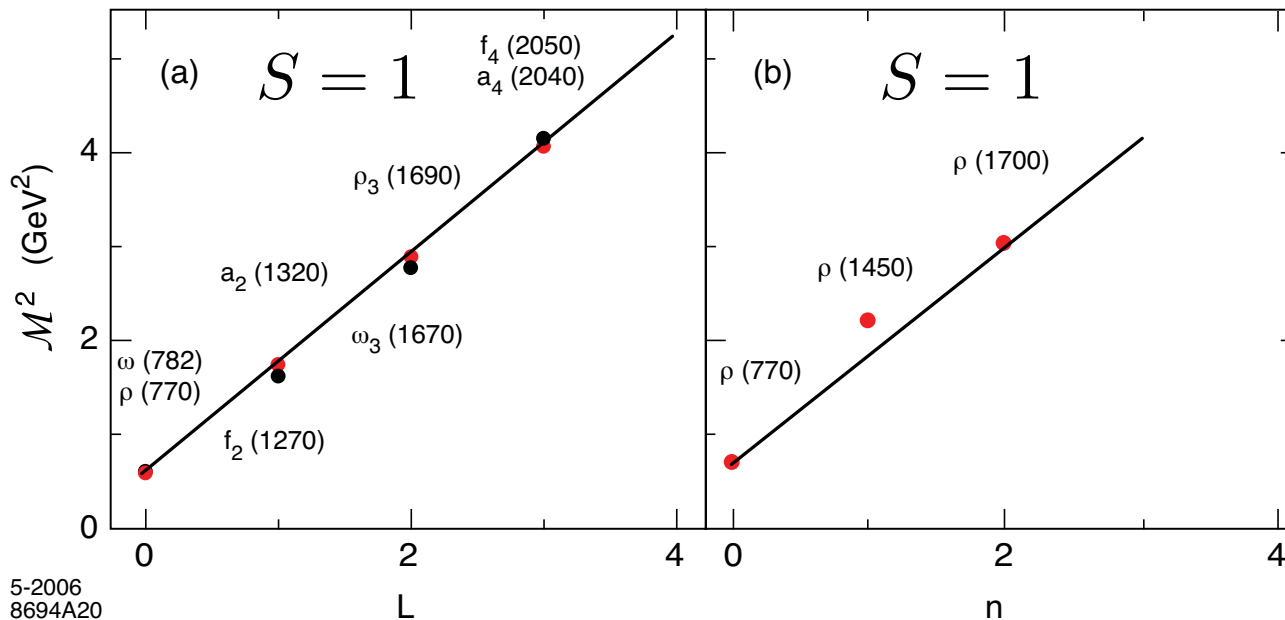 (a)
S = 1
f₄ (2050)
a₄ (2040)
ρ₃ (1690)
a₂ (1320)
ω₃ (1670)
ω (782)
ρ (770)
f₂ (1270)
ℳ² (GeV²)
4
2
0
0
2
4
L
(b)
S = 1
ρ (1700)
ρ (1450)
ρ (770)
0
2
4
n
5-2006
8694A20